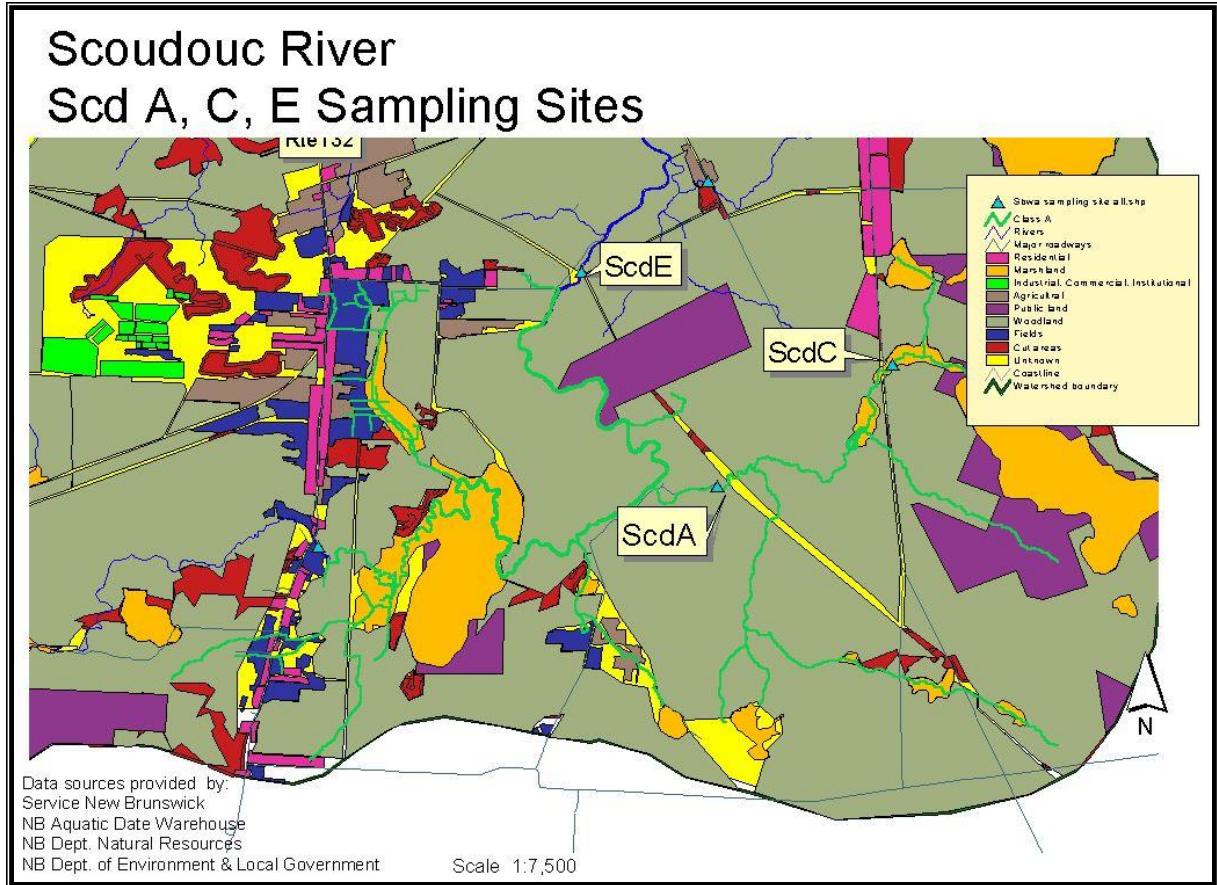 Scoudouc River
Scd A, C, E Sampling Sites
Rte132
ScdE
ScdC
ScdA
Sbwa sampling site all.shp
Class A
Rivers
Major roadways
Residential
Marshland
Industrial, Commercial, Institutional
Agricultral
Public land
Woodland
Fields
Cut areas
Unknown
Coastline
Watershed boundary
N
Data sources provided by:
Service New Brunswick
NB Aquatic Date Warehouse
NB Dept. Natural Resources
NB Dept. of Environment & Local Government
Scale 1:7,500